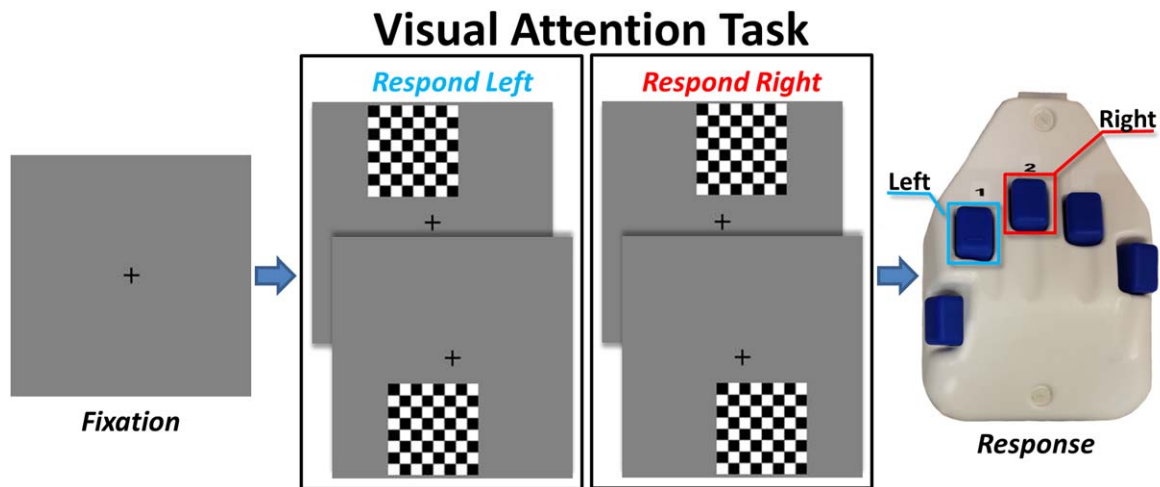 Visual Attention Task
Respond Left
Respond Right
Right
Left
1
2
Fixation
Response